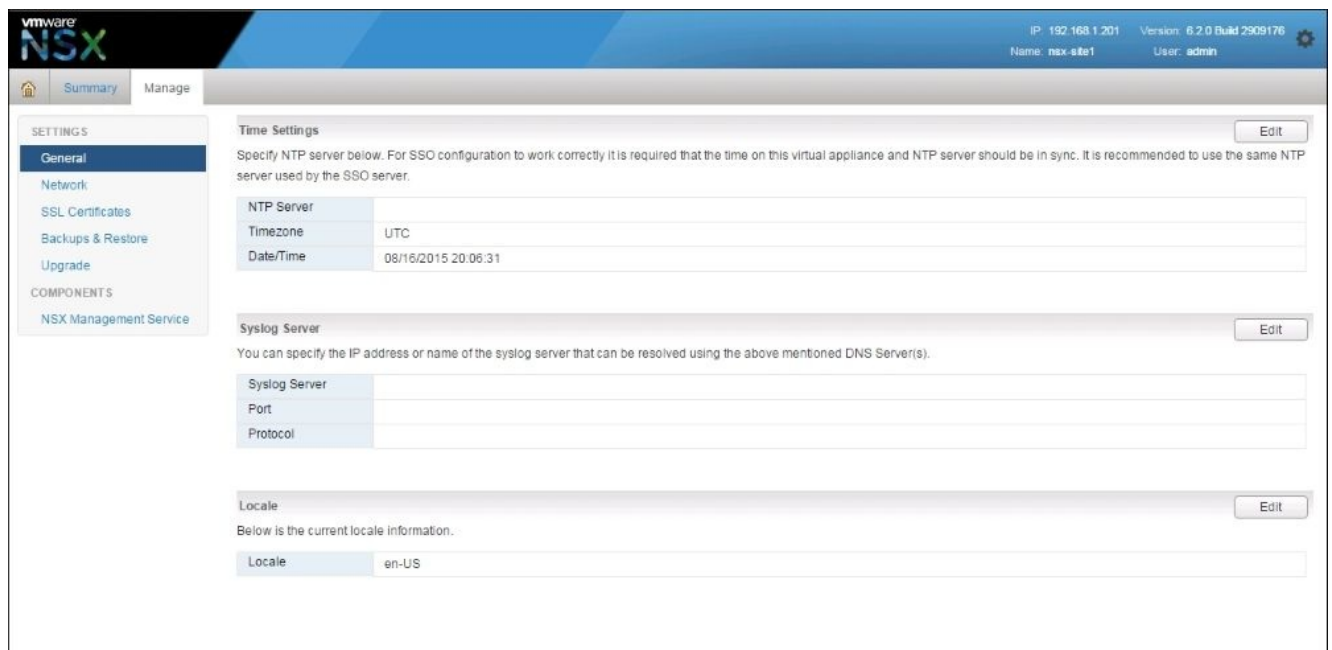 vmware
NSX
IP: 192.168.1.201 Version: 6.2.0 Build 2909176
Name: nsx-site1 User: admin
Summary Manage
SETTINGS
General
Network
SSL Certificates
Backups & Restore
Upgrade
COMPONENTS
NSX Management Service
Time Settings Edit
Specify NTP server below. For SSO configuration to work correctly it is required that the time on this virtual appliance and NTP server should be in sync. It is recommended to use the same NTP
server used by the SSO server.
NTP Server
Timezone UTC
Date/Time 08/16/2015 20:06:31
Syslog Server Edit
You can specify the IP address or name of the syslog server that can be resolved using the above mentioned DNS Server(s).
Syslog Server
Port
Protocol
Locale Edit
Below is the current locale information.
Locale en-US